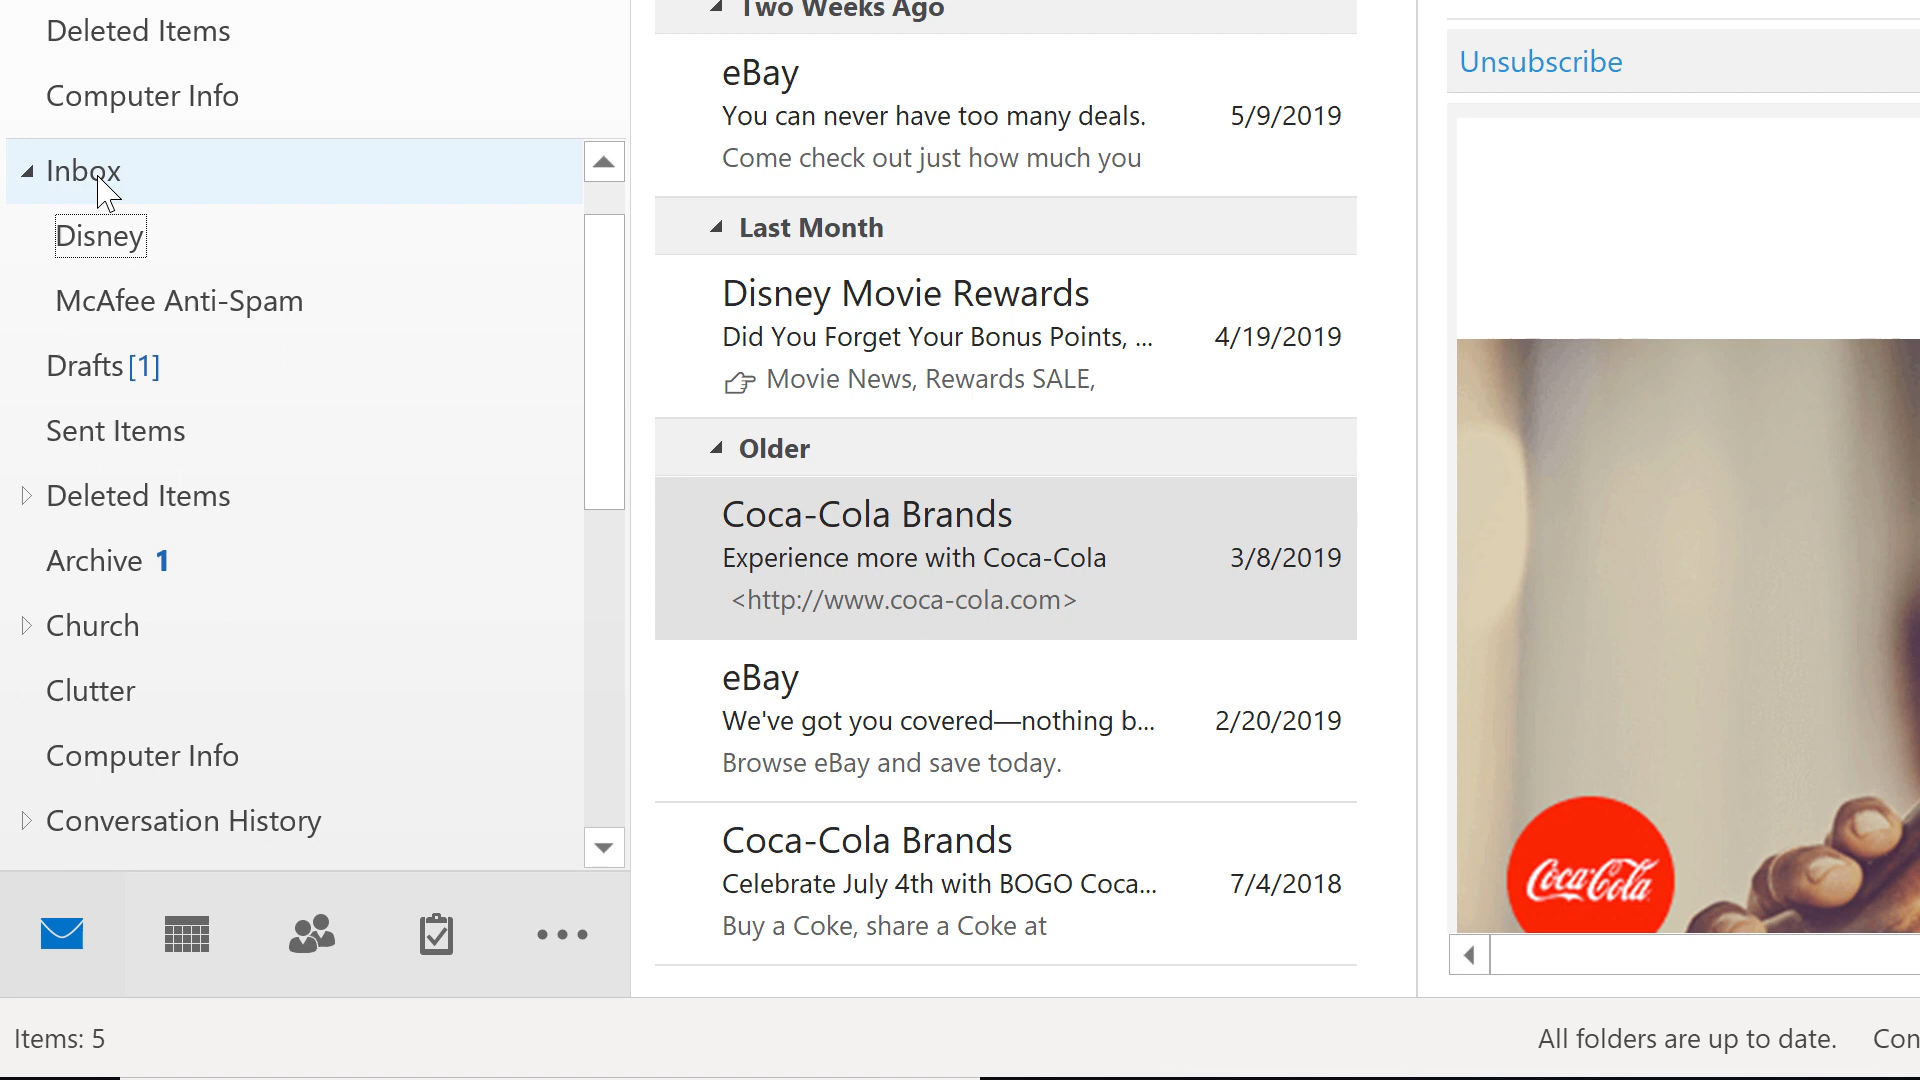 Deleted Items
Computer Info
Inbox
Disney
McAfee Anti-Spam
Drafts [1]
Sent Items
Deleted Items
Archive 1
Church
Clutter
Computer Info
Conversation History
Two Weeks Ago
eBay
You can never have too many deals. 5/9/2019
Come check out just how much you
Last Month
Disney Movie Rewards
Did You Forget Your Bonus Points, ... 4/19/2019
Movie News, Rewards SALE,
Older
Coca-Cola Brands
Experience more with Coca-Cola 3/8/2019
<http://www.coca-cola.com>
eBay
We've got you covered—nothing b... 2/20/2019
Browse eBay and save today.
Coca-Cola Brands
Celebrate July 4th with BOGO Coca... 7/4/2018
Buy a Coke, share a Coke at
Unsubscribe
Coca-Cola
Items: 5
All folders are up to date. Con